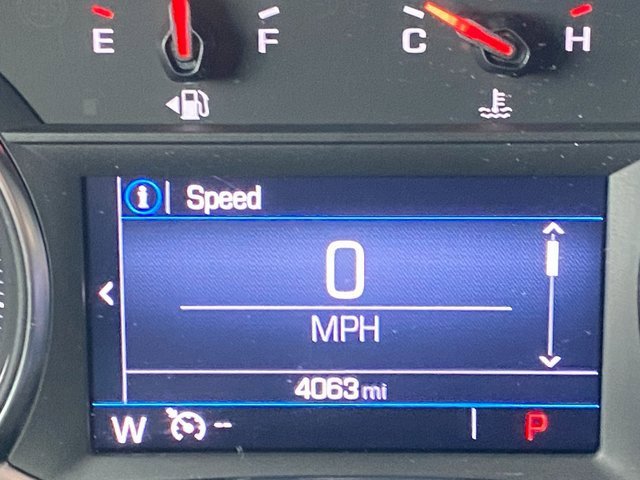 E F C H
i Speed
0
MPH
4063 mi
W -- P